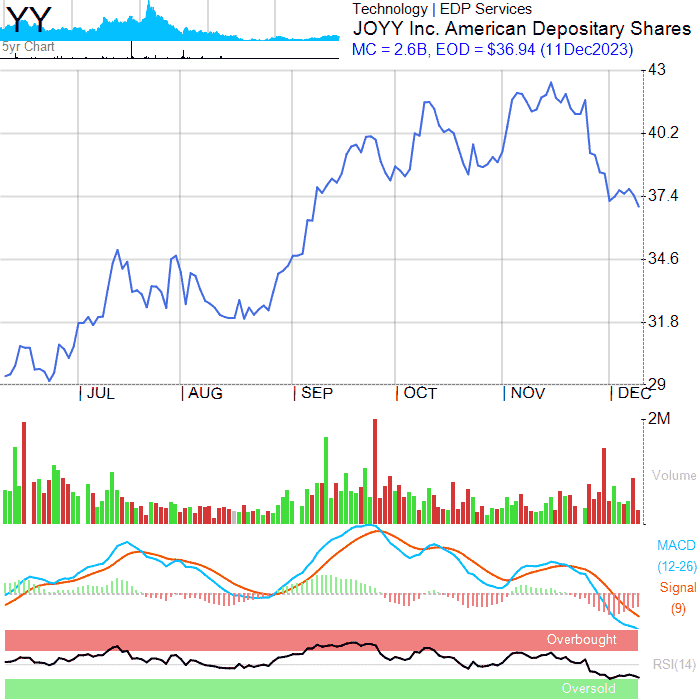 YY
5yr Chart
Technology | EDP Services
JOYY Inc. American Depositary Shares
MC = 2.6B, EOD = $36.94 (11Dec2023)
43
40.2
37.4
34.6
31.8
29
JUL
AUG
SEP
OCT
NOV
DEC
2M
Volume
MACD
(12-26)
Signal
(9)
Overbought
RSI(14)
Oversold